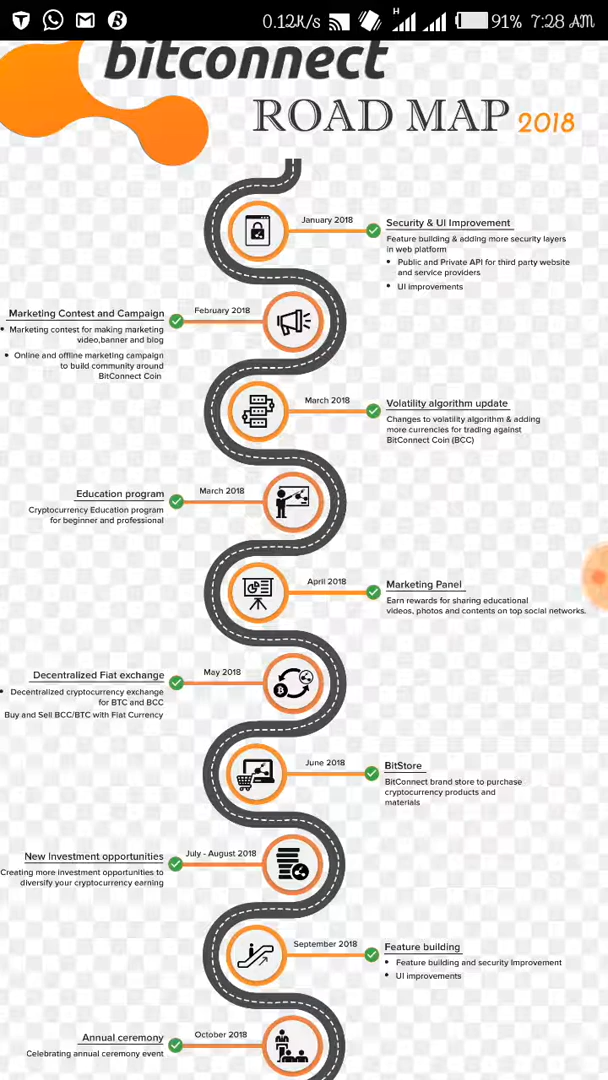 0.12K/s H 91% 7:28 AM
bitconnect
ROAD MAP 2018
January 2018
Security & UI Improvement
Feature building & adding more security layers
in web platform
• Public and Private API for third party website
and service providers
• UI improvements
Marketing Contest and Campaign
February 2018
• Marketing contest for making marketing
video,banner and blog
• Online and offline marketing campaign
to build community around
BitConnect Coin
March 2018
Volatility algorithm update
Changes to volatility algorithm & adding
more currencies for trading against
BitConnect Coin (BCC)
Education program
March 2018
Cryptocurrency Education program
for beginner and professional
April 2018
Marketing Panel
Earn rewards for sharing educational
videos, photos and contents on top social networks.
Decentralized Fiat exchange
May 2018
• Decentralized cryptocurrency exchange
for BTC and BCC
Buy and Sell BCC/BTC with Fiat Currency
June 2018
BitStore
BitConnect brand store to purchase
cryptocurrency products and
materials
New Investment opportunities
July - August 2018
Creating more investment opportunities to
diversify your cryptocurrency earning
September 2018
Feature building
• Feature building and security Improvement
• UI improvements
Annual ceremony
October 2018
Celebrating annual ceremony event